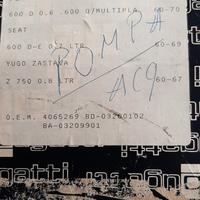 600 D 0.6 .600 D/MULTIPLA 60-70
SEAT
600 D-E 0.7 LTR 60-69
YUGO ZASTAVA
Z 750 0.8 LTR 60-67
POMPA
ACQ
O.E.M. 4065269 BD-03200102
BA-03209901